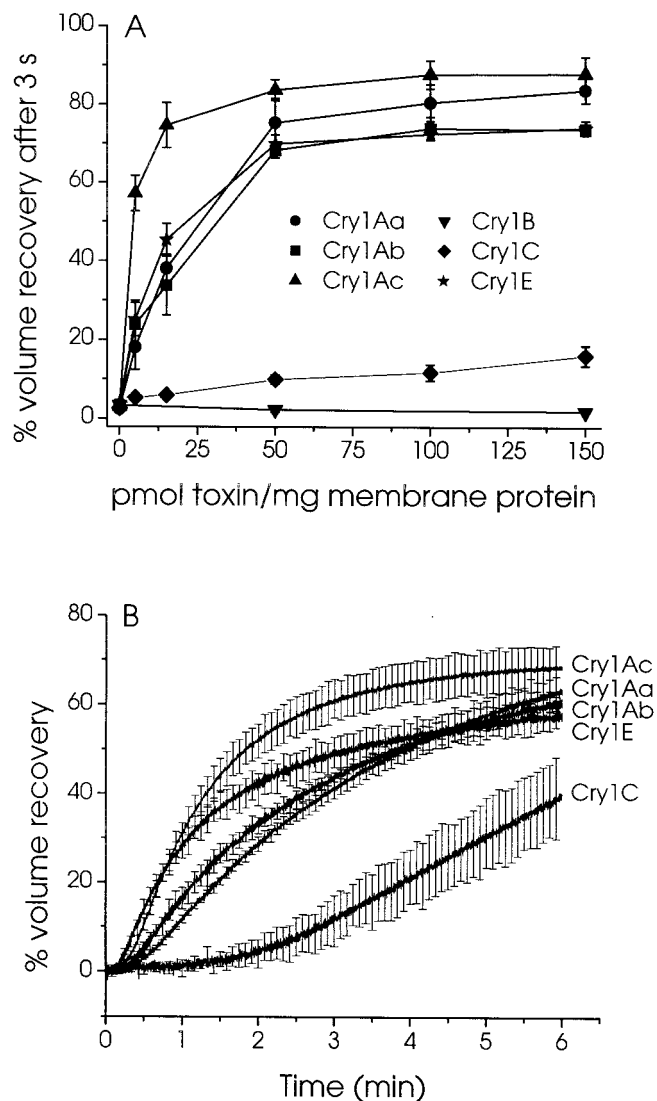 A
% volume recovery after 3 s
100
80
60
40
20
0
Cry1Aa
Cry1Ab
Cry1Ac
Cry1B
Cry1C
Cry1E
0 25 50 75 100 125 150
pmol toxin/mg membrane protein
B
% volume recovery
80
60
40
20
0
Cry1Ac
Cry1Aa
Cry1Ab
Cry1E
Cry1C
0 1 2 3 4 5 6
Time (min)